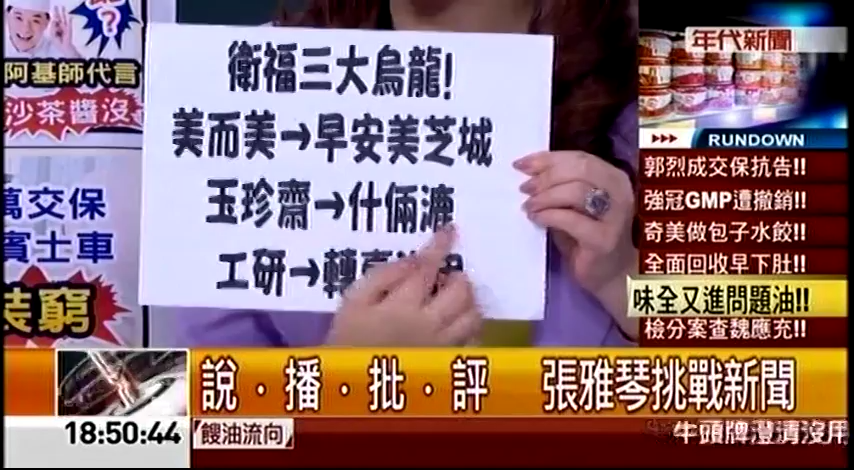 阿基師代言
沙茶醬沒
萬交保
賓士車
裝窮
衛福三大烏龍!
美而美→早安美芝城
玉珍齋→什倆漉
工研→轉
年代新聞
RUNDOWN
郭烈成交保抗告!!
強冠GMP遭撤銷!!
奇美做包子水餃!!
全面回收早下肚!!
味全又進問題油!!
檢分案查魏應充!!
說·播·批·評 張雅琴挑戰新聞
18:50:44
餿油流向
牛頭牌澄清沒用